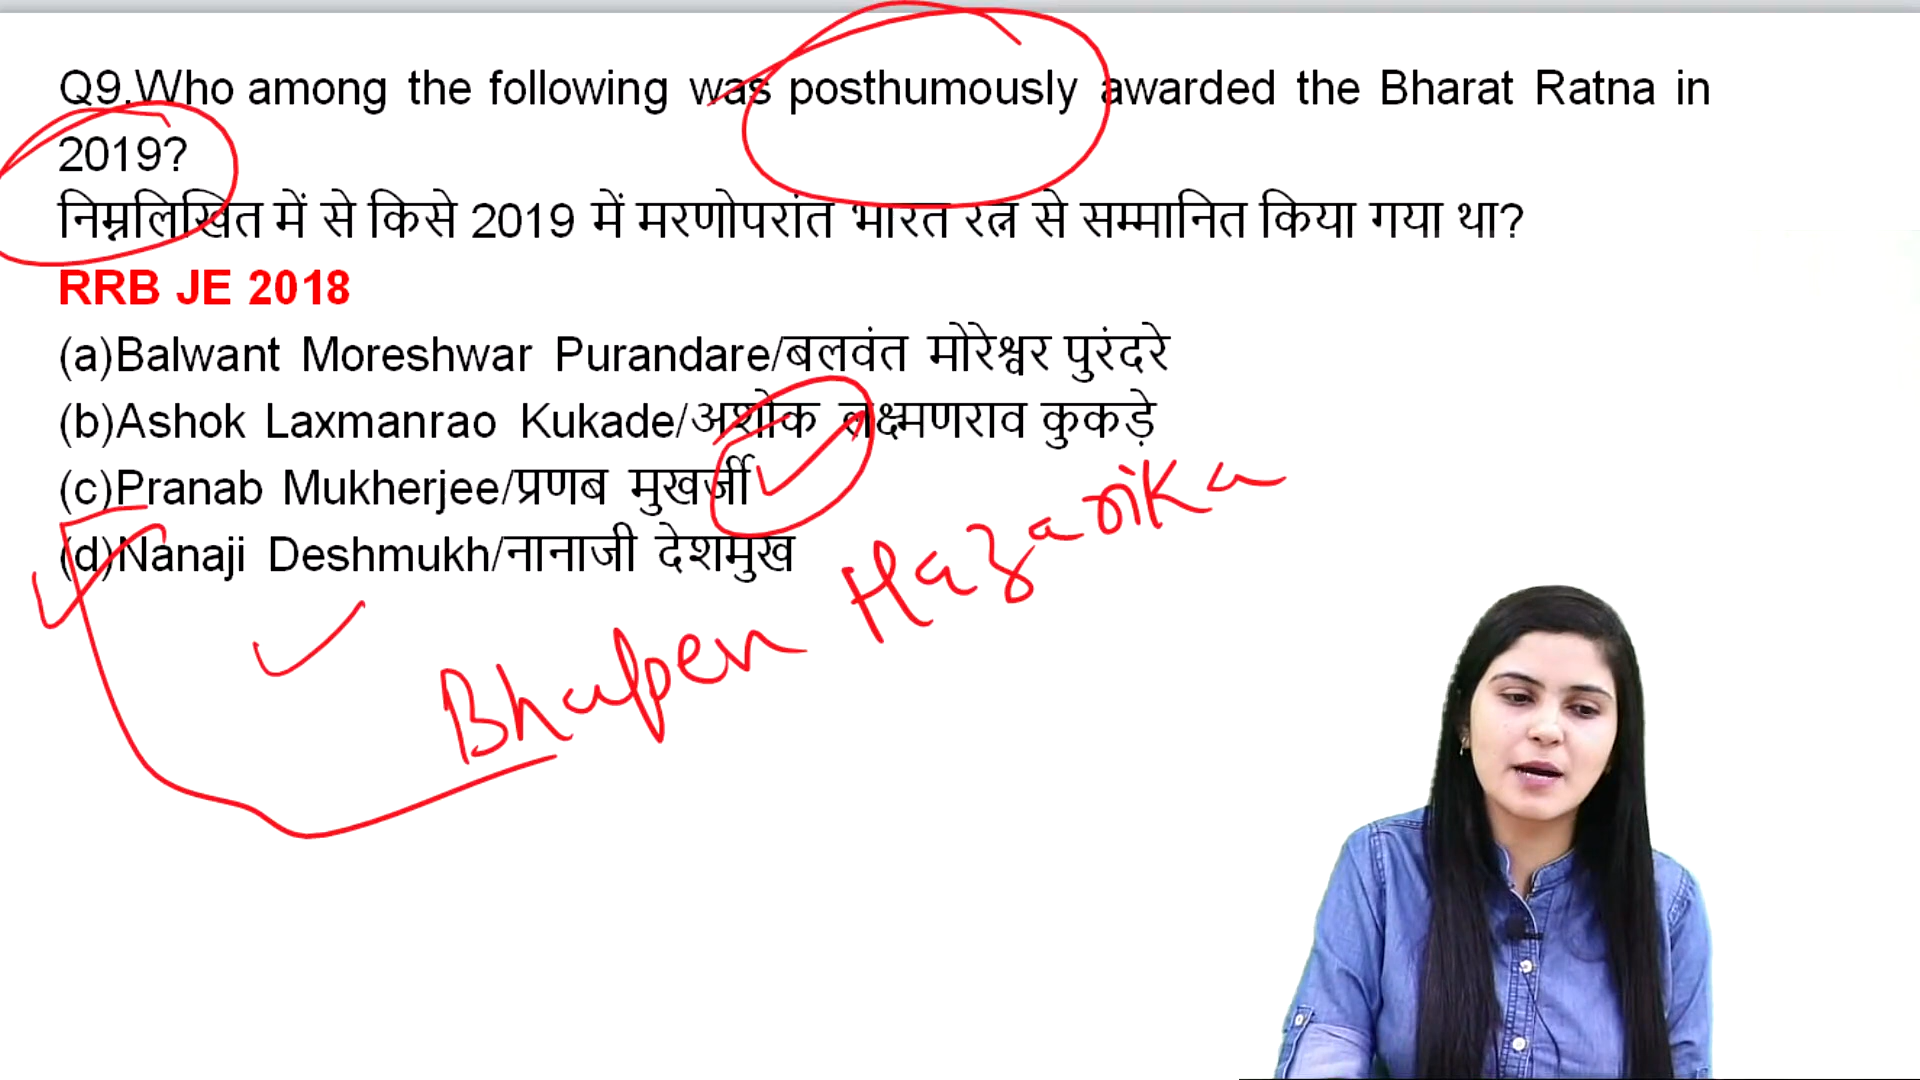 Q9.Who among the following was posthumously awarded the Bharat Ratna in
2019?
निम्नलिखित में से किसे 2019 में मरणोपरांत भारत रत्न से सम्मानित किया गया था?
RRB JE 2018
(a)Balwant Moreshwar Purandare/बलवंत मोरेश्वर पुरंदरे
(b)Ashok Laxmanrao Kukade/अशोक लक्ष्मणराव कुकड़े
(c)Pranab Mukherjee/प्रणब मुखर्जी
(d)Nanaji Deshmukh/नानाजी देशमुख
Bhupen Hazarika